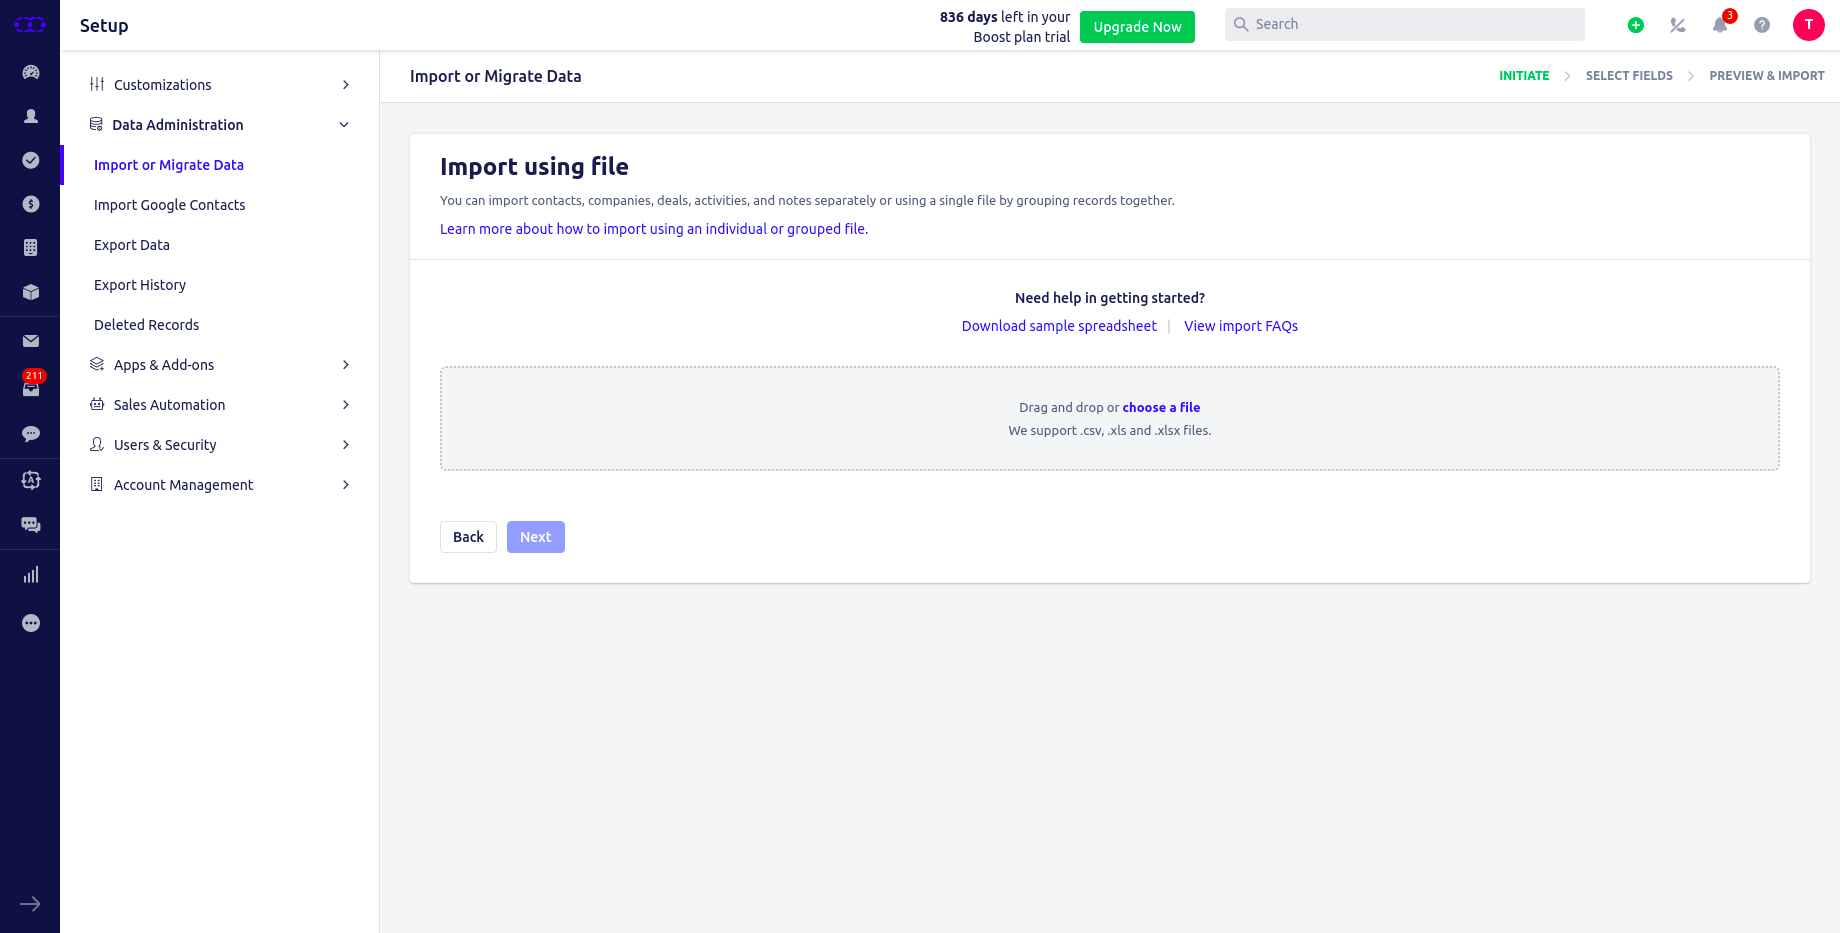 Setup
836 days left in your
Boost plan trial
Upgrade Now
Search
3
T
211
Customizations
Data Administration
Import or Migrate Data
Import Google Contacts
Export Data
Export History
Deleted Records
Apps & Add-ons
Sales Automation
Users & Security
Account Management
Import or Migrate Data
INITIATE
SELECT FIELDS
PREVIEW & IMPORT
Import using file
You can import contacts, companies, deals, activities, and notes separately or using a single file by grouping records together.
Learn more about how to import using an individual or grouped file.
Need help in getting started?
Download sample spreadsheet | View import FAQs
Drag and drop or choose a file
We support .csv, .xls and .xlsx files.
Back
Next